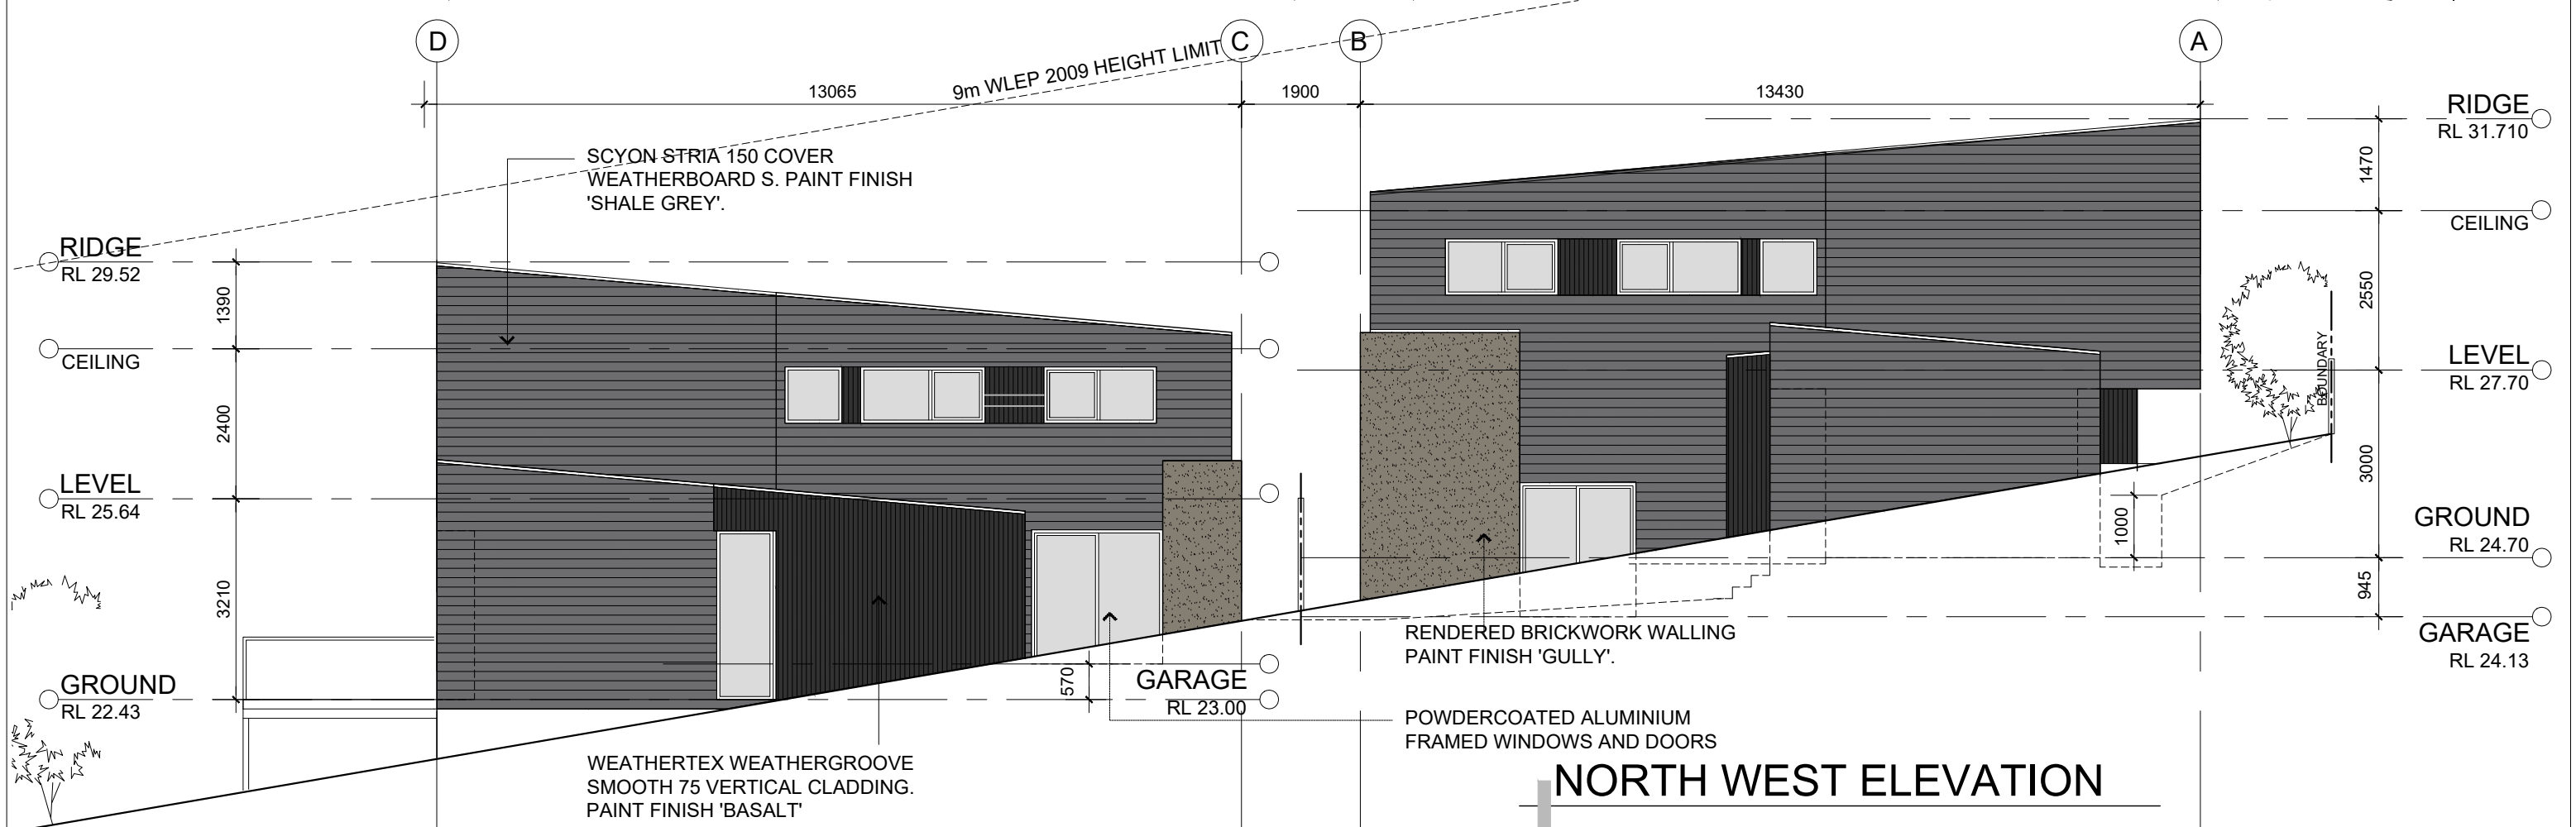 D
C
B
A
9m WLEP 2009 HEIGHT LIMIT
13065
1900
13430
SCYON STRIA 150 COVER
WEATHERBOARD S. PAINT FINISH
'SHALE GREY'.
RIDGE
RL 29.52
1390
CEILING
2400
LEVEL
RL 25.64
3210
GROUND
RL 22.43
570
GARAGE
RL 23.00
WEATHERTEX WEATHERGROOVE
SMOOTH 75 VERTICAL CLADDING.
PAINT FINISH 'BASALT'
RENDERED BRICKWORK WALLING
PAINT FINISH 'GULLY'.
POWDERCOATED ALUMINIUM
FRAMED WINDOWS AND DOORS
RIDGE
RL 31.710
1470
CEILING
2550
BOUNDARY
LEVEL
RL 27.70
3000
1000
GROUND
RL 24.70
945
GARAGE
RL 24.13
NORTH WEST ELEVATION